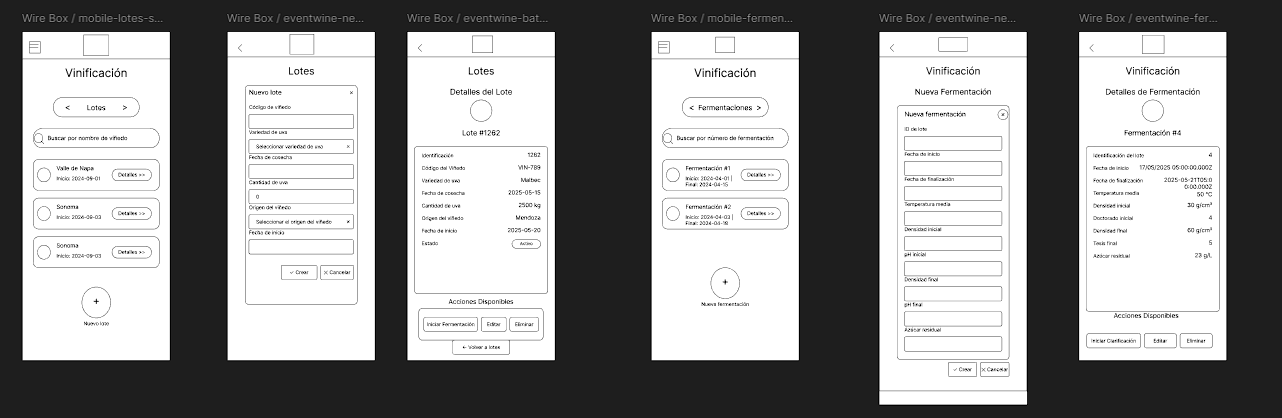 Wire Box / mobile-lotes-s...
Vinificación
< Lotes >
Buscar por nombre de viñedo
Valle de Napa
Inicio: 2024-09-01
Detalles >>
Sonoma
Inicio: 2024-09-03
Detalles >>
Sonoma
Inicio: 2024-09-03
Detalles >>
+
Nuevo lote
Wire Box / eventwine-ne...
Lotes
Nuevo lote ×
Código de viñedo
Variedad de uva
Seleccionar variedad de uva ×
Fecha de cosecha
Cantidad de uva
0
Origen del viñedo
Seleccionar el origen del viñedo ×
Fecha de inicio
✓ Crear × Cancelar
Wire Box / eventwine-bat...
Lotes
Detalles del Lote
Lote #1262
Identificación 1262
Código del Viñedo VIN-789
Variedad de uva Malbec
Fecha de cosecha 2025-05-15
Cantidad de uva 2500 kg
Origen del viñedo Mendoza
Fecha de inicio 2025-05-20
Estado Activo
Acciones Disponibles
Iniciar Fermentación Editar Eliminar
← Volver a lotes
Wire Box / mobile-fermen...
Vinificación
< Fermentaciones >
Buscar por número de fermentación
Fermentación #1
Inicio: 2024-04-01 |
Final: 2024-04-15
Detalles >>
Fermentación #2
Inicio: 2024-04-03 |
Final: 2024-04-18
Detalles >>
+
Nueva fermentación
Wire Box / eventwine-ne...
Vinificación
Nueva Fermentación
Nueva fermentación ×
ID de lote
Fecha de inicio
Fecha de finalización
Temperatura media
Densidad inicial
pH inicial
Densidad final
pH final
Azúcar residual
✓ Crear × Cancelar
Wire Box / eventwine-fer...
Vinificación
Detalles de Fermentación
Fermentación #4
Identificación del lote 4
Fecha de inicio 17/05/2025 05:00:00.000Z
Fecha de finalización 2025-05-21T05:0
0:00.000Z
Temperatura media 50 °C
Densidad inicial 30 g/cm³
Doctorado inicial 4
Densidad final 60 g/cm³
Tesis final 5
Azúcar residual 23 g/L
Acciones Disponibles
Iniciar Clarificación Editar Eliminar